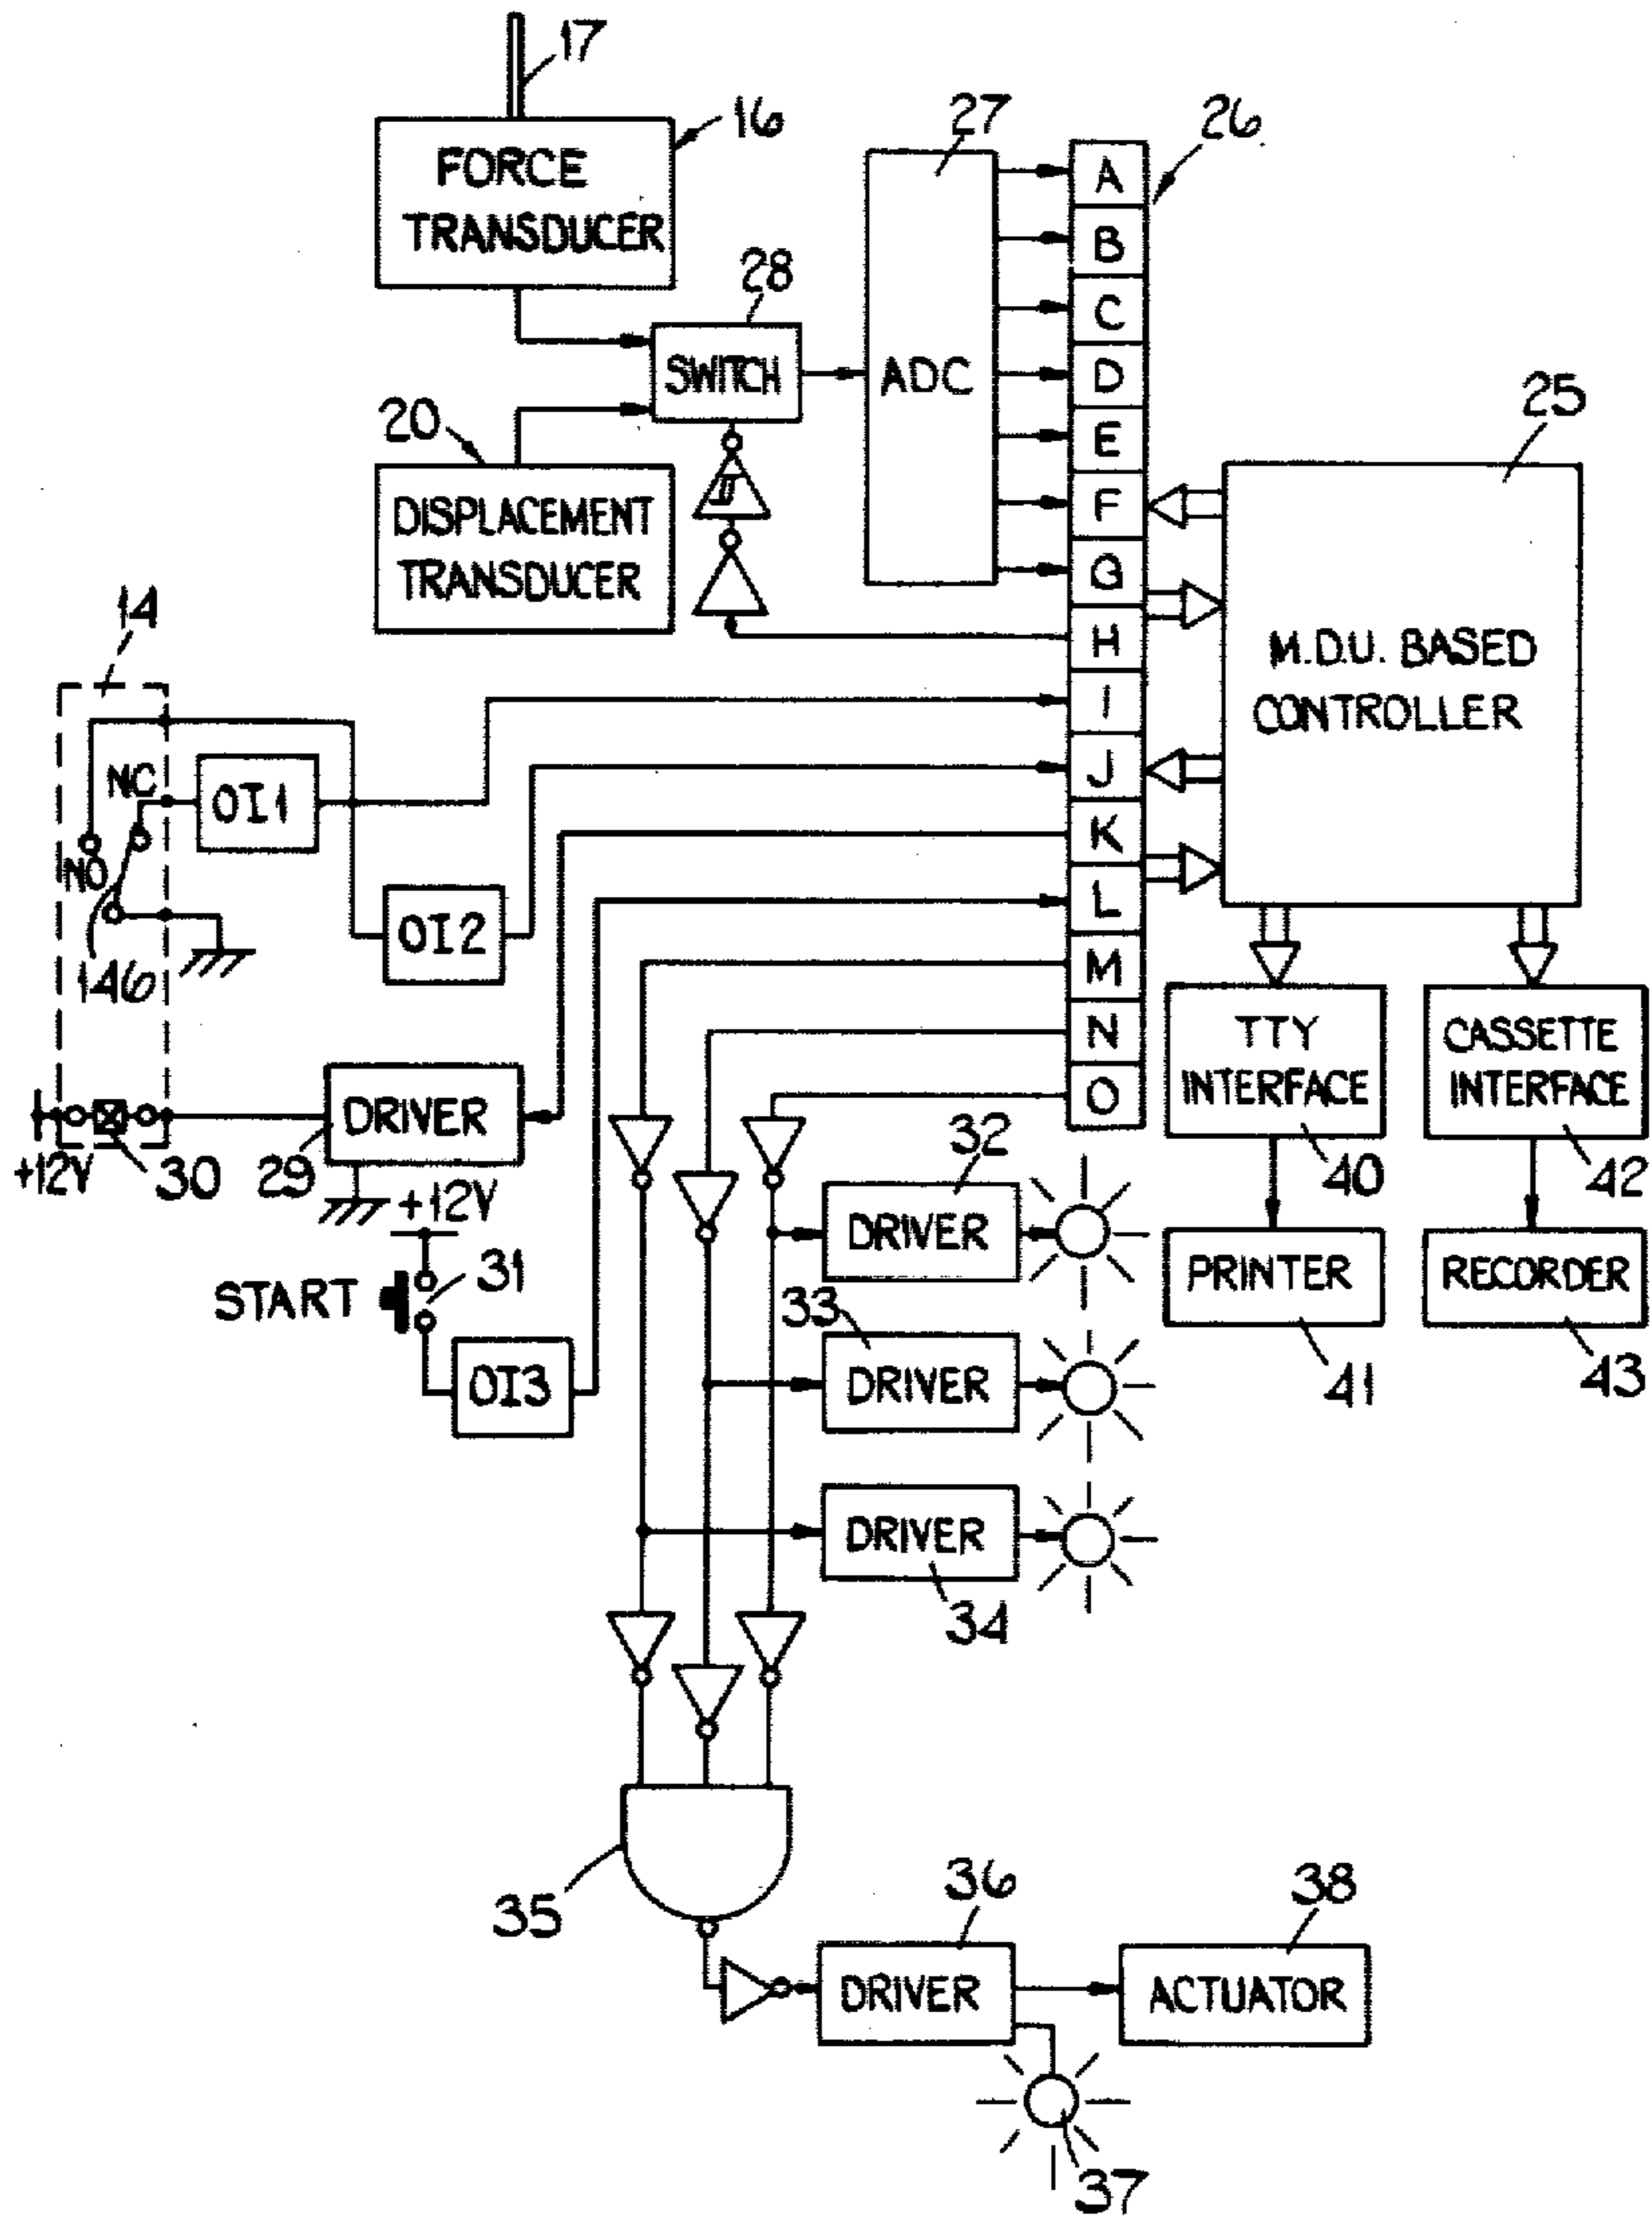 17
FORCE
TRANSDUCER
16
27
26
28
SWITCH
ADC
A
B
C
D
E
F
G
H
I
J
K
L
M
N
O
20
DISPLACEMENT
TRANSDUCER
25
M.D.U. BASED
CONTROLLER
14
NC
NO
OI1
OI2
146
+12V
30
29
DRIVER
+12V
START
31
OI3
32
DRIVER
33
DRIVER
DRIVER
34
TTY
INTERFACE
40
CASSETTE
INTERFACE
42
PRINTER
41
RECORDER
43
35
36
DRIVER
38
ACTUATOR
37